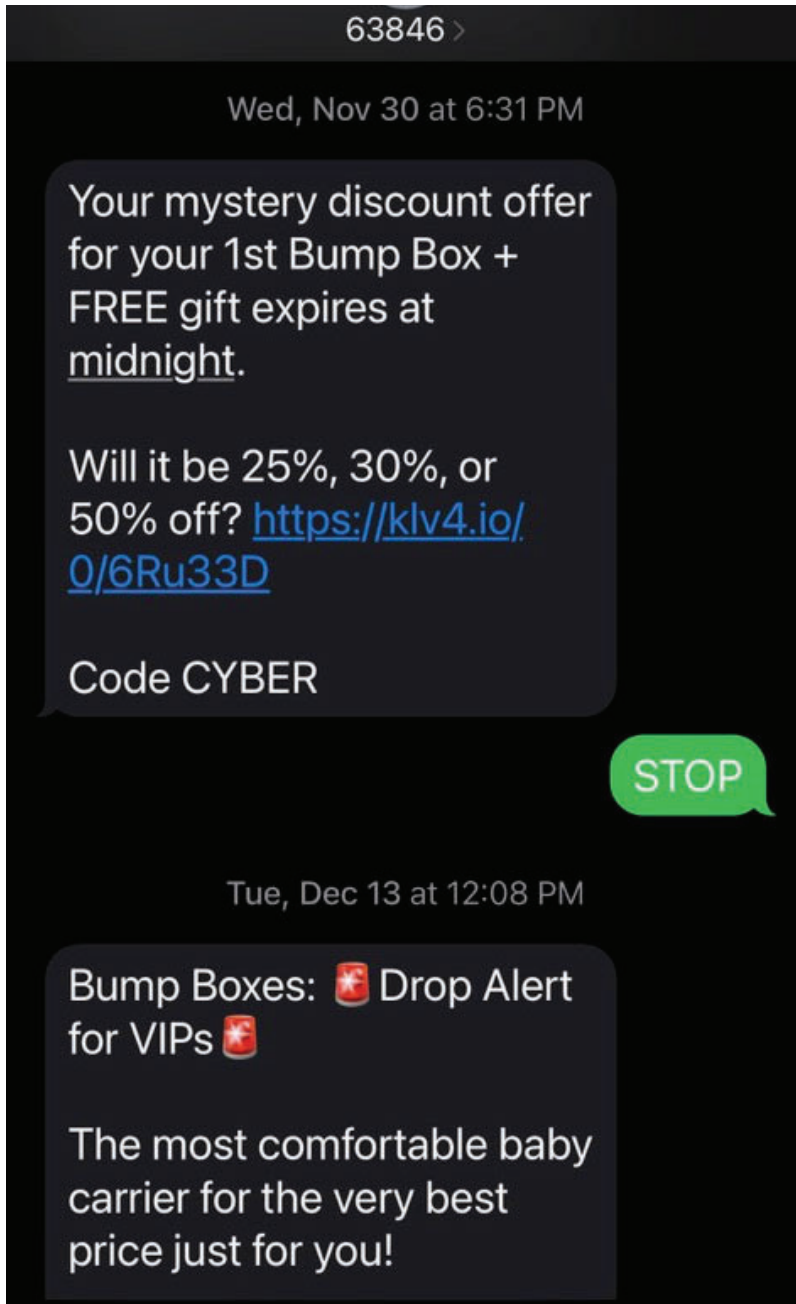 63846
Wed, Nov 30 at 6:31 PM
Your mystery discount offer
for your 1st Bump Box +
FREE gift expires at
midnight.
Will it be 25%, 30%, or
50% off? https://klv4.io/
0/6Ru33D
Code CYBER
STOP
Tue, Dec 13 at 12:08 PM
Bump Boxes: 🚨 Drop Alert
for VIPs 🚨
The most comfortable baby
carrier for the very best
price just for you!